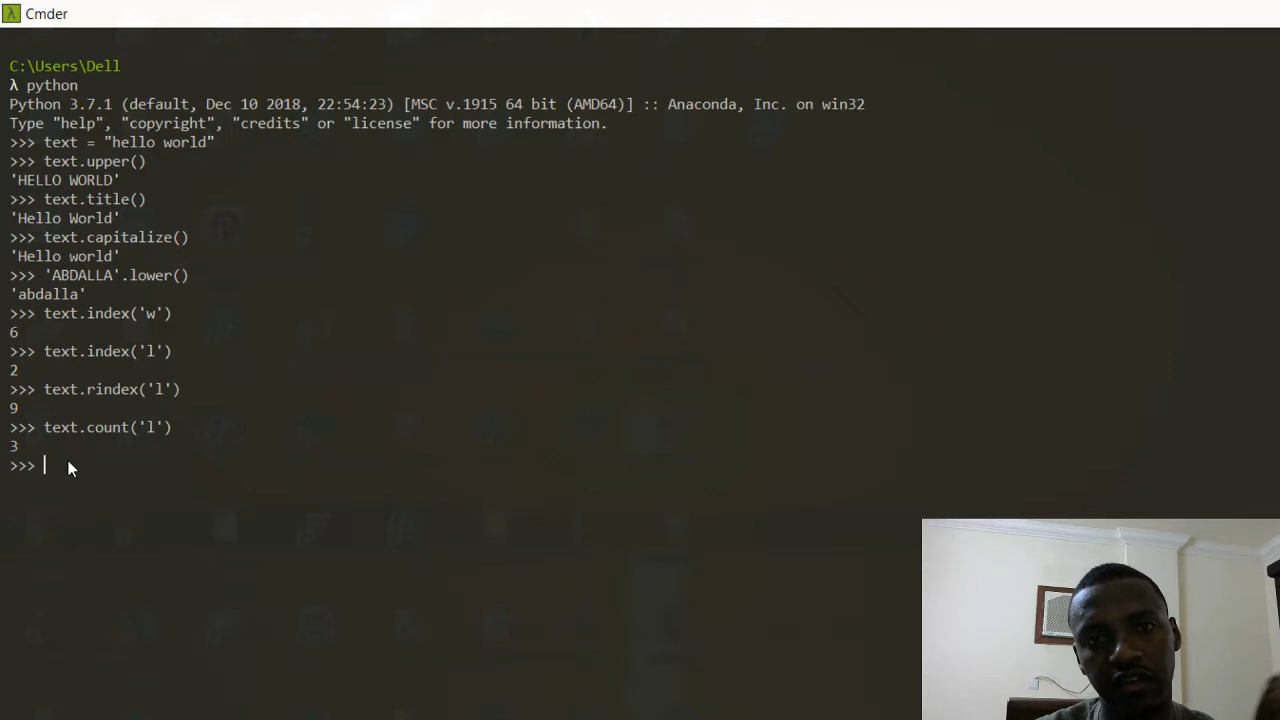 Cmder
C:\Users\Dell
λ python
Python 3.7.1 (default, Dec 10 2018, 22:54:23) [MSC v.1915 64 bit (AMD64)] :: Anaconda, Inc. on win32
Type "help", "copyright", "credits" or "license" for more information.
>>> text = "hello world"
>>> text.upper()
'HELLO WORLD'
>>> text.title()
'Hello World'
>>> text.capitalize()
'Hello world'
>>> 'ABDALLA'.lower()
'abdalla'
>>> text.index('w')
6
>>> text.index('l')
2
>>> text.rindex('l')
9
>>> text.count('l')
3
>>>